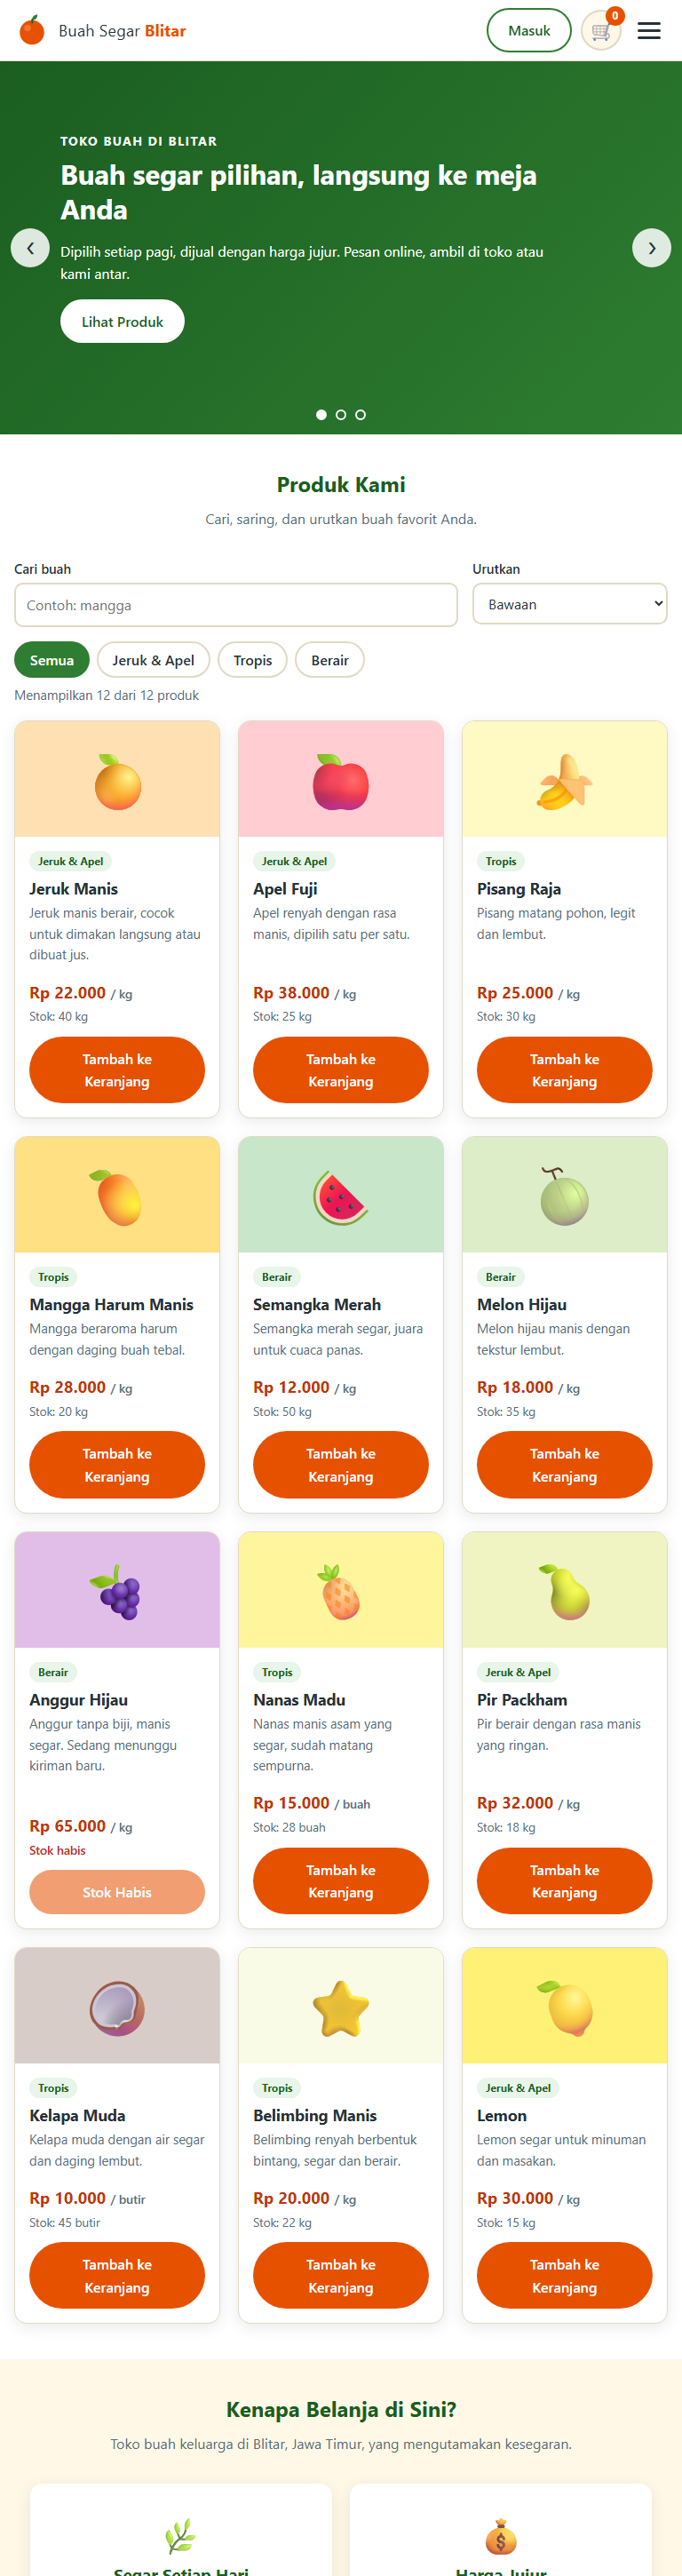 Buah Segar Blitar
Masuk
0
TOKO BUAH DI BLITAR
Buah segar pilihan, langsung ke meja
Anda
Dipilih setiap pagi, dijual dengan harga jujur. Pesan online, ambil di toko atau
kami antar.
Lihat Produk
Produk Kami
Cari, saring, dan urutkan buah favorit Anda.
Cari buah
Urutkan
Contoh: mangga
Bawaan
Semua
Jeruk & Apel
Tropis
Berair
Menampilkan 12 dari 12 produk
Jeruk & Apel
Jeruk Manis
Jeruk manis berair, cocok
untuk dimakan langsung atau
dibuat jus.
Rp 22.000 / kg
Stok: 40 kg
Tambah ke
Keranjang
Jeruk & Apel
Apel Fuji
Apel renyah dengan rasa
manis, dipilih satu per satu.
Rp 38.000 / kg
Stok: 25 kg
Tambah ke
Keranjang
Tropis
Pisang Raja
Pisang matang pohon, legit
dan lembut.
Rp 25.000 / kg
Stok: 30 kg
Tambah ke
Keranjang
Tropis
Mangga Harum Manis
Mangga beraroma harum
dengan daging buah tebal.
Rp 28.000 / kg
Stok: 20 kg
Tambah ke
Keranjang
Berair
Semangka Merah
Semangka merah segar, juara
untuk cuaca panas.
Rp 12.000 / kg
Stok: 50 kg
Tambah ke
Keranjang
Berair
Melon Hijau
Melon hijau manis dengan
tekstur lembut.
Rp 18.000 / kg
Stok: 35 kg
Tambah ke
Keranjang
Berair
Anggur Hijau
Anggur tanpa biji, manis
segar. Sedang menunggu
kiriman baru.
Rp 65.000 / kg
Stok habis
Stok Habis
Tropis
Nanas Madu
Nanas manis asam yang
segar, sudah matang
sempurna.
Rp 15.000 / buah
Stok: 28 buah
Tambah ke
Keranjang
Jeruk & Apel
Pir Packham
Pir berair dengan rasa manis
yang ringan.
Rp 32.000 / kg
Stok: 18 kg
Tambah ke
Keranjang
Tropis
Kelapa Muda
Kelapa muda dengan air segar
dan daging lembut.
Rp 10.000 / butir
Stok: 45 butir
Tambah ke
Keranjang
Tropis
Belimbing Manis
Belimbing renyah berbentuk
bintang, segar dan berair.
Rp 20.000 / kg
Stok: 22 kg
Tambah ke
Keranjang
Jeruk & Apel
Lemon
Lemon segar untuk minuman
dan masakan.
Rp 30.000 / kg
Stok: 15 kg
Tambah ke
Keranjang
Kenapa Belanja di Sini?
Toko buah keluarga di Blitar, Jawa Timur, yang mengutamakan kesegaran.
Segar Setiap Hari
Harga Jujur